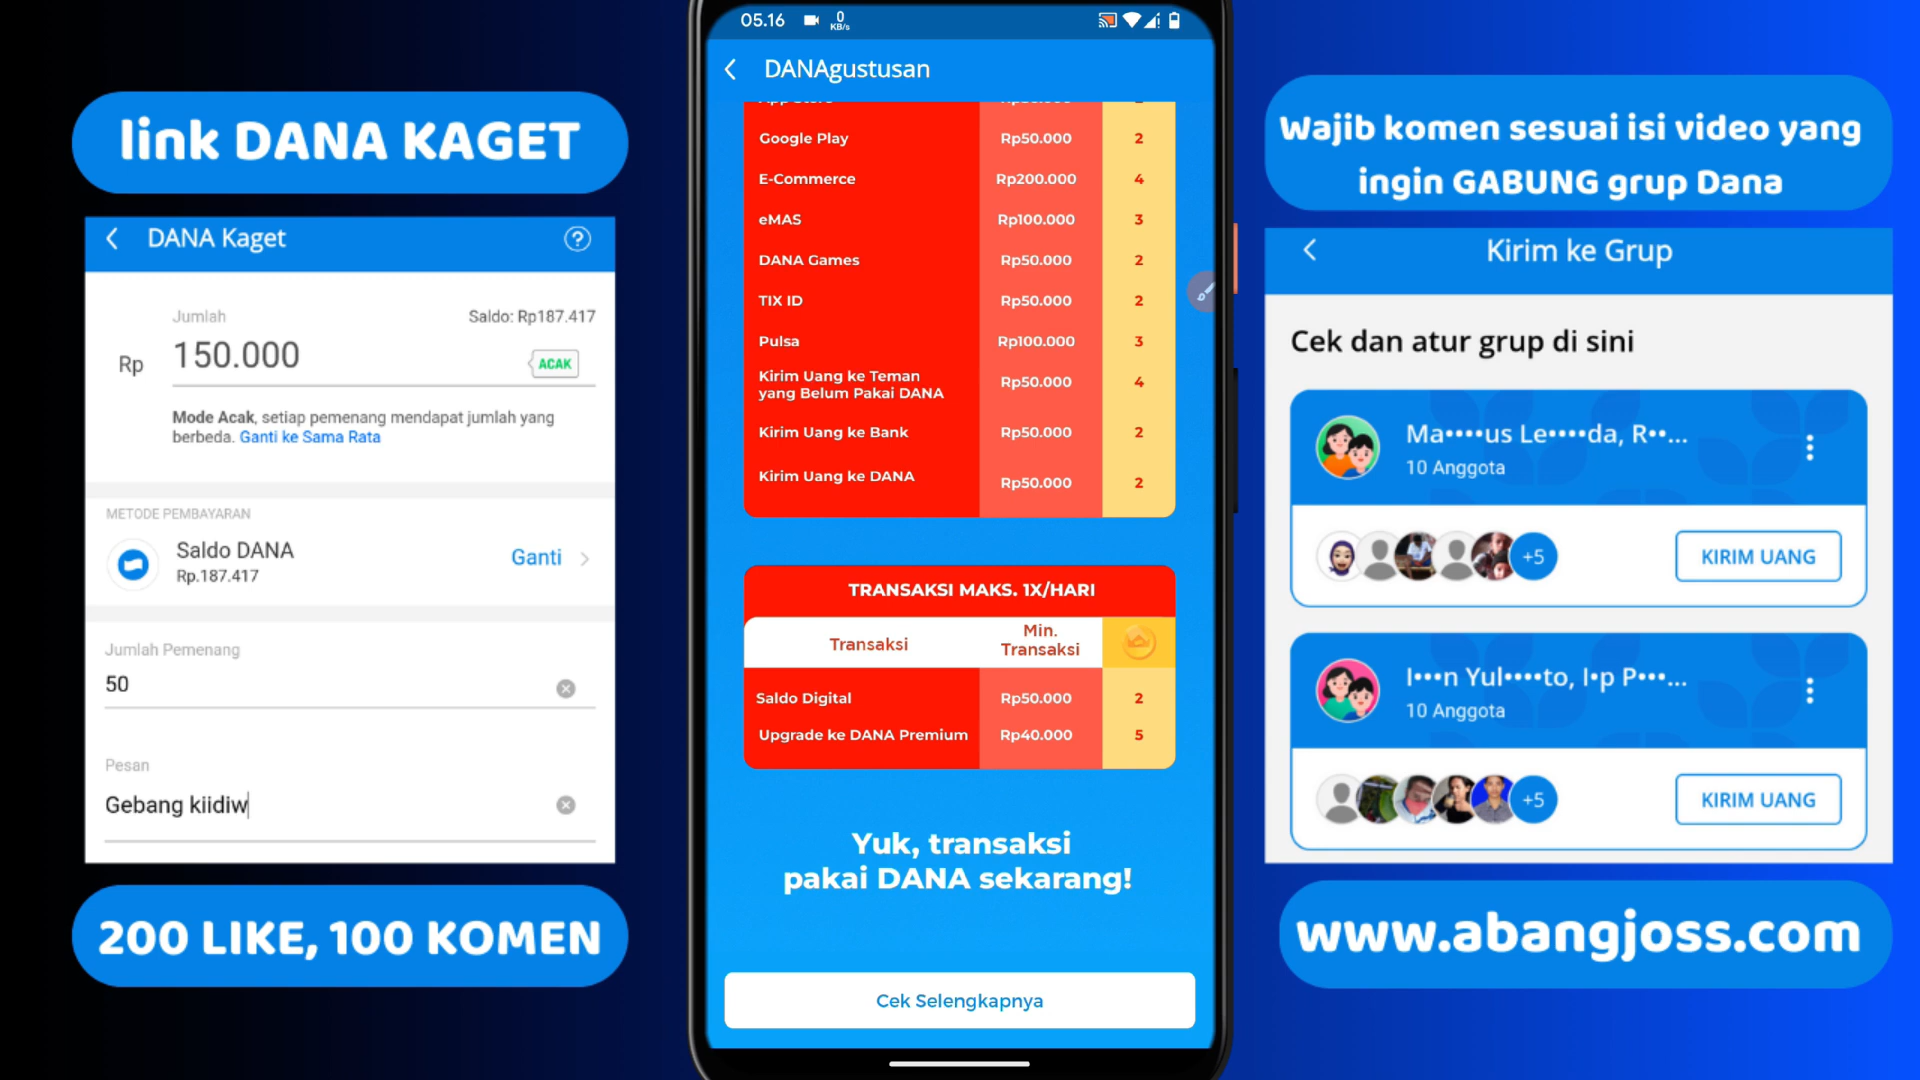 link DANA KAGET
DANA Kaget
Jumlah
Saldo: Rp187.417
Rp
150.000
ACAK
Mode Acak, setiap pemenang mendapat jumlah yang
berbeda. Ganti ke Sama Rata
METODE PEMBAYARAN
Saldo DANA
Rp.187.417
Ganti
Jumlah Pemenang
50
Pesan
Gebang kiidiw
200 LIKE, 100 KOMEN
05.16
0
KB/s
DANAgustusan
Google Play Rp50.000 2
E-Commerce Rp200.000 4
eMAS Rp100.000 3
DANA Games Rp50.000 2
TIX ID Rp50.000 2
Pulsa Rp100.000 3
Kirim Uang ke Teman
yang Belum Pakai DANA Rp50.000 4
Kirim Uang ke Bank Rp50.000 2
Kirim Uang ke DANA Rp50.000 2
TRANSAKSI MAKS. 1X/HARI
Transaksi
Min.
Transaksi
Saldo Digital Rp50.000 2
Upgrade ke DANA Premium Rp40.000 5
Yuk, transaksi
pakai DANA sekarang!
Cek Selengkapnya
Wajib komen sesuai isi video yang
ingin GABUNG grup Dana
Kirim ke Grup
Cek dan atur grup di sini
Ma••••us Le••••da, R••...
10 Anggota
+5
KIRIM UANG
I•••n Yul••••to, I•p P•••...
10 Anggota
+5
KIRIM UANG
www.abangjoss.com